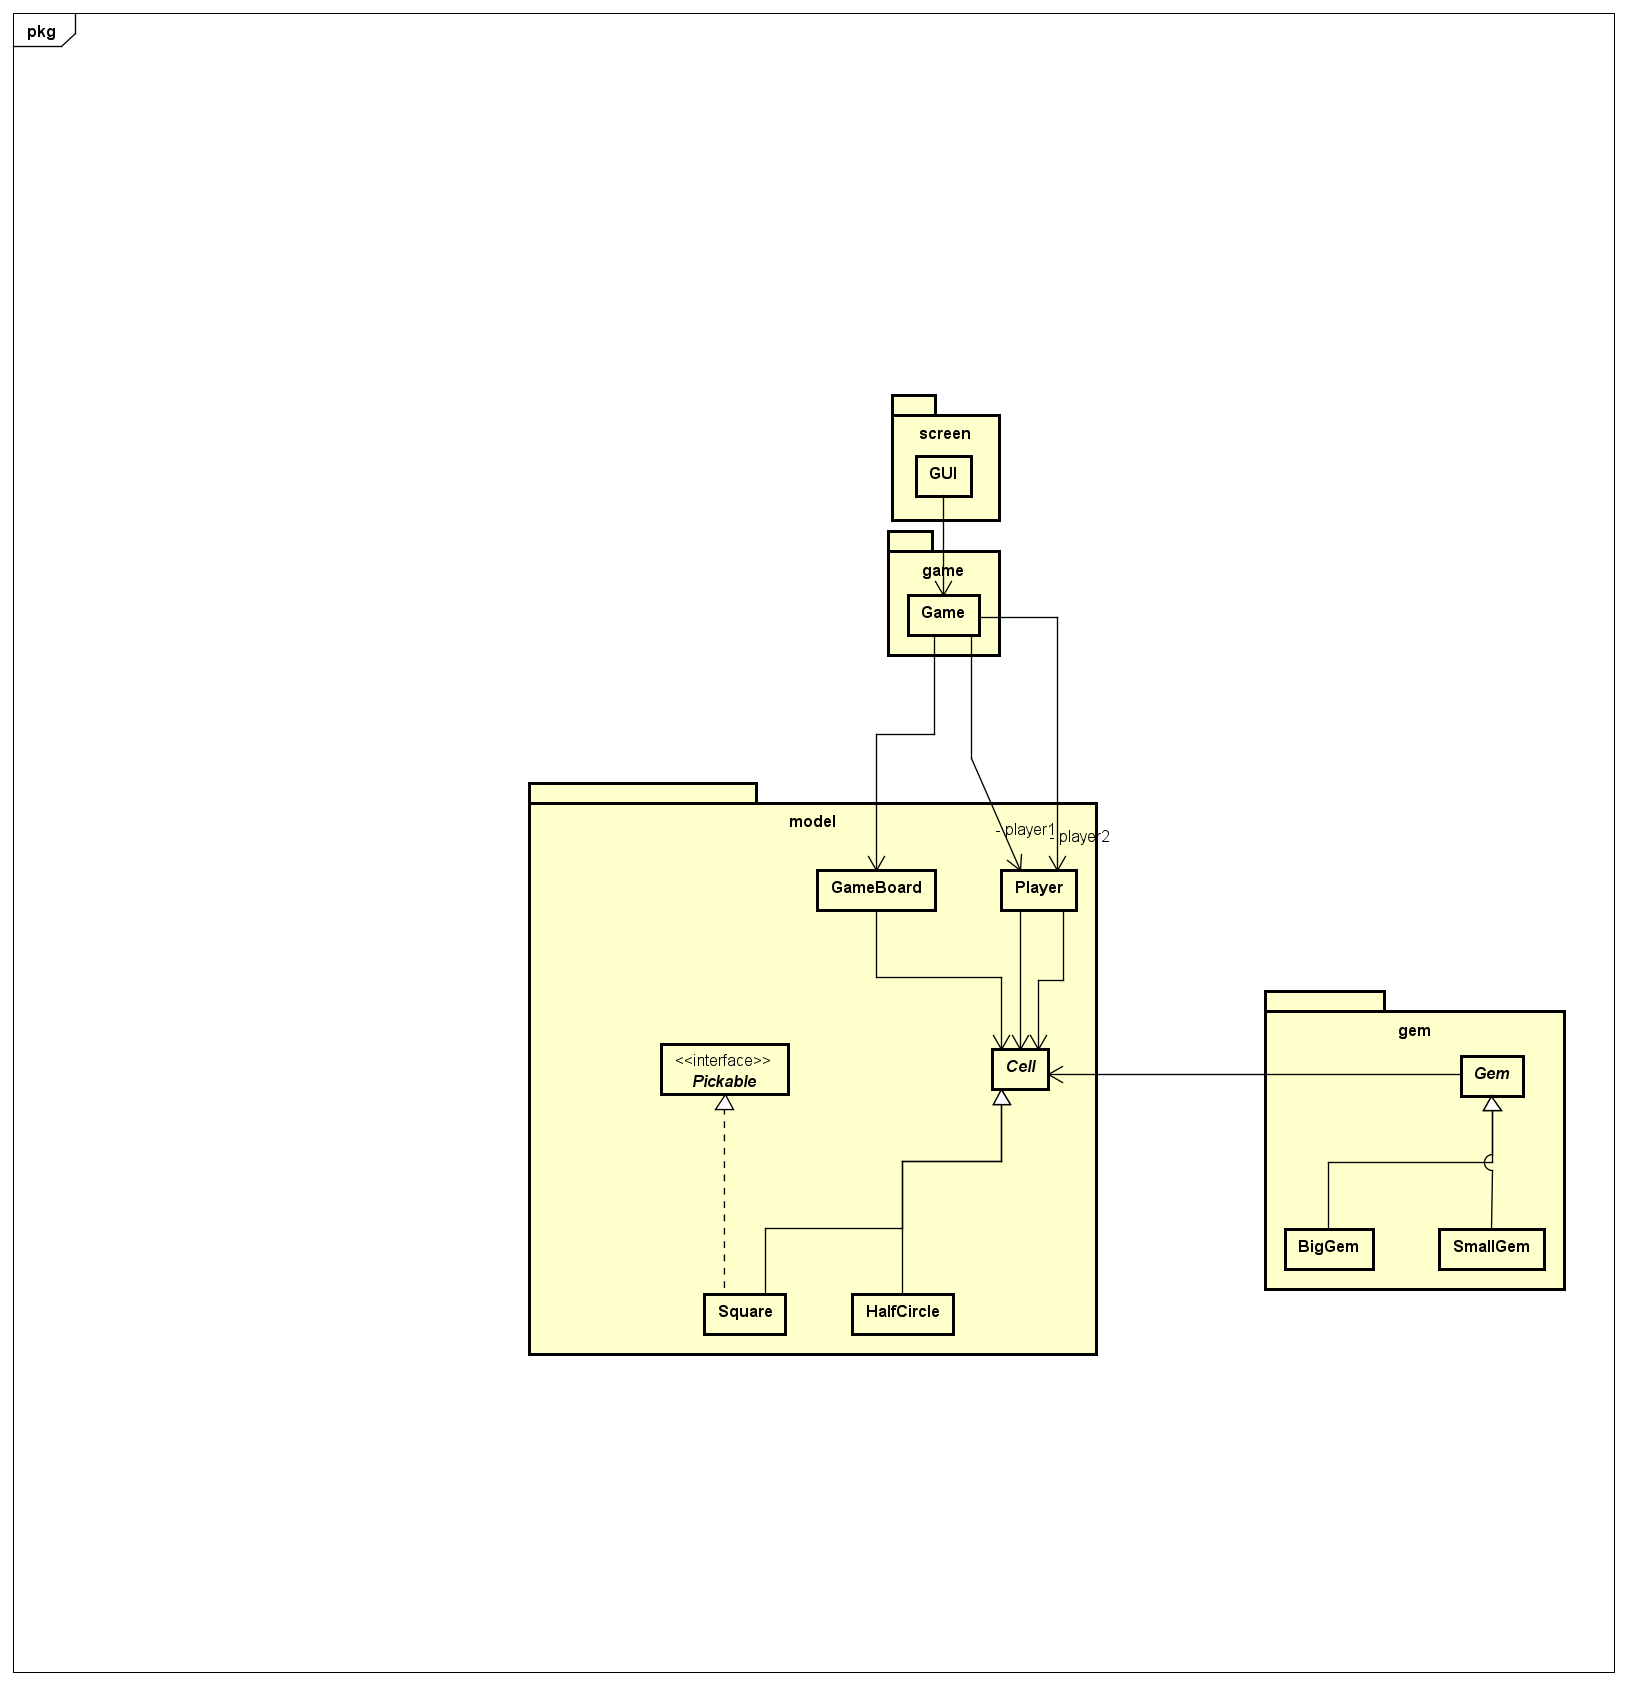 pkg
screen
GUI
game
Game
model
- player1
- player2
GameBoard
Player
gem
<<interface>>
Pickable
Cell
Gem
BigGem
SmallGem
Square
HalfCircle